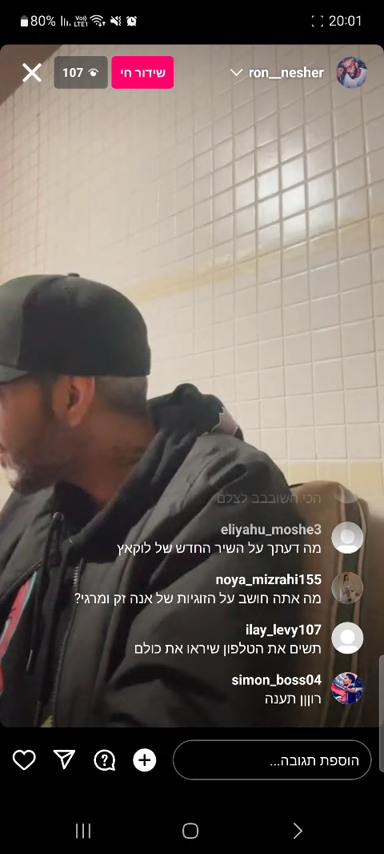 80%
20:01
ron__nesher
שידור חי
107
הכי חשובבב לצלם
eliyahu_moshe3
מה דעתך על השיר החדש של לוקאץ
noya_mizrahi155
מה אתה חושב על הזוגיות של אנה זק ומרגי?
ilay_levy107
תשים את הטלפון שיראו את כולם
simon_boss04
רוןןן תענה
הוספת תגובה...